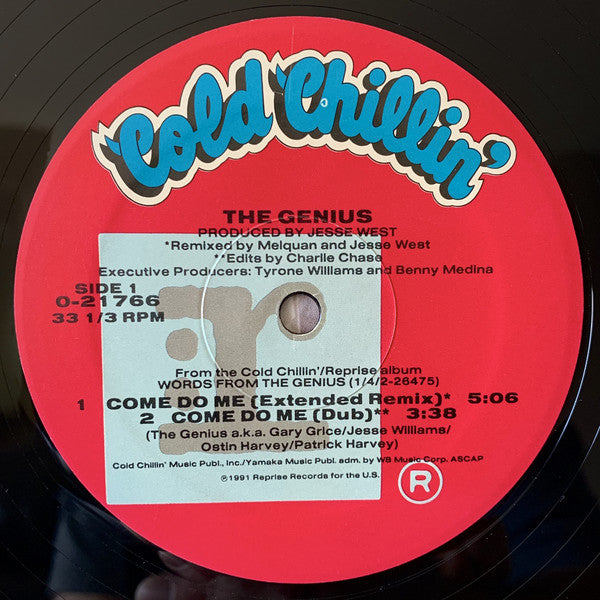 Cold Chillin'
THE GENIUS
PRODUCED BY JESSE WEST
*Remixed by Melquan and Jesse West
**Edits by Charlie Chase
Executive Producers: Tyrone Williams and Benny Medina
SIDE 1
0-21766
33 1/3 RPM
r
From the Cold Chillin'/Reprise album
WORDS FROM THE GENIUS (1/4/2-26475)
1 COME DO ME (Extended Remix)* 5:06
2 COME DO ME (Dub)** 3:38
(The Genius a.k.a. Gary Grice/Jesse Williams/
Ostin Harvey/Patrick Harvey)
Cold Chillin' Music Publ., Inc./Yamaka Music Publ. adm. by WB Music Corp. ASCAP
℗1991 Reprise Records for the U.S.
R